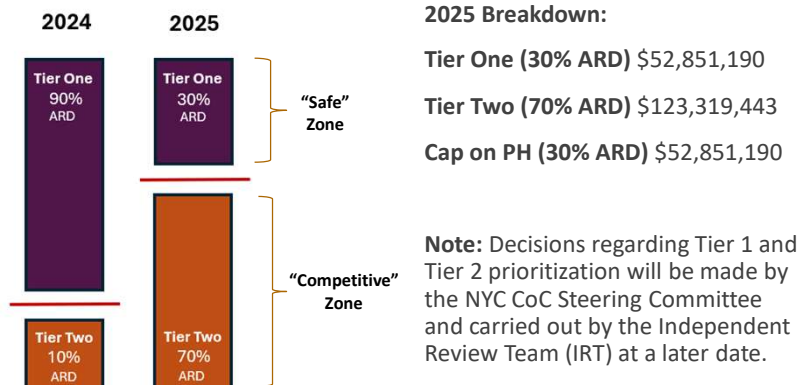 2024
2025
Tier One
90%
ARD
Tier One
30%
ARD
“Safe”
Zone
“Competitive”
Zone
Tier Two
10%
ARD
Tier Two
70%
ARD
2025 Breakdown:
Tier One (30% ARD) $52,851,190
Tier Two (70% ARD) $123,319,443
Cap on PH (30% ARD) $52,851,190
Note: Decisions regarding Tier 1 and
Tier 2 prioritization will be made by
the NYC CoC Steering Committee
and carried out by the Independent
Review Team (IRT) at a later date.